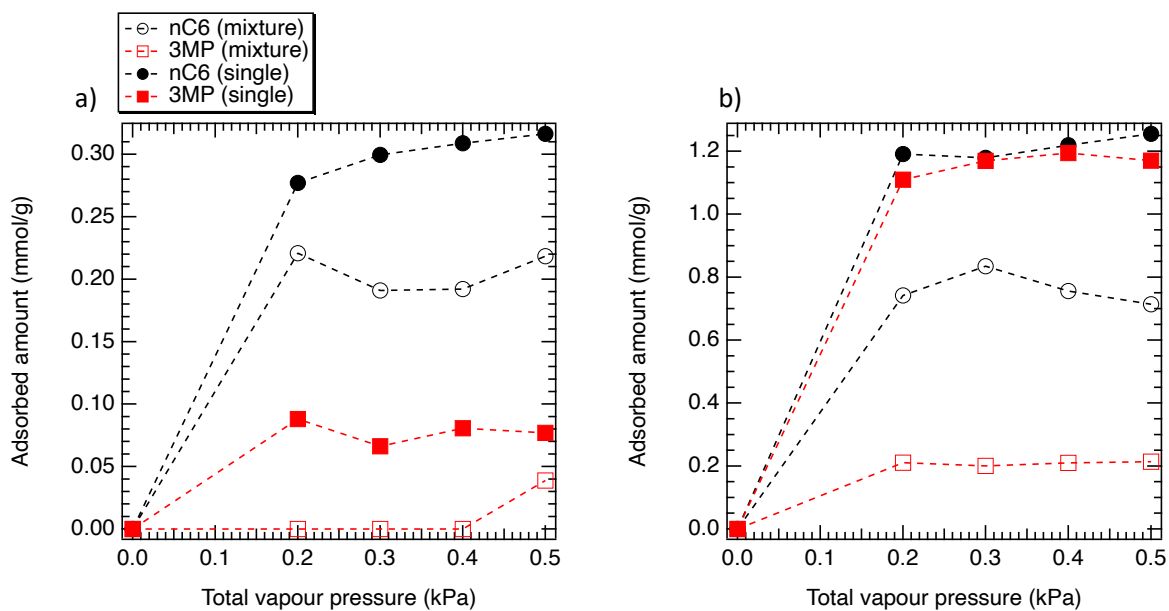 nC6 (mixture)
3MP (mixture)
nC6 (single)
3MP (single)
a)
b)
Adsorbed amount (mmol/g)
0.30
0.25
0.20
0.15
0.10
0.05
0.00
0.0 0.1 0.2 0.3 0.4 0.5
Total vapour pressure (kPa)
Adsorbed amount (mmol/g)
1.2
1.0
0.8
0.6
0.4
0.2
0.0
0.0 0.1 0.2 0.3 0.4 0.5
Total vapour pressure (kPa)